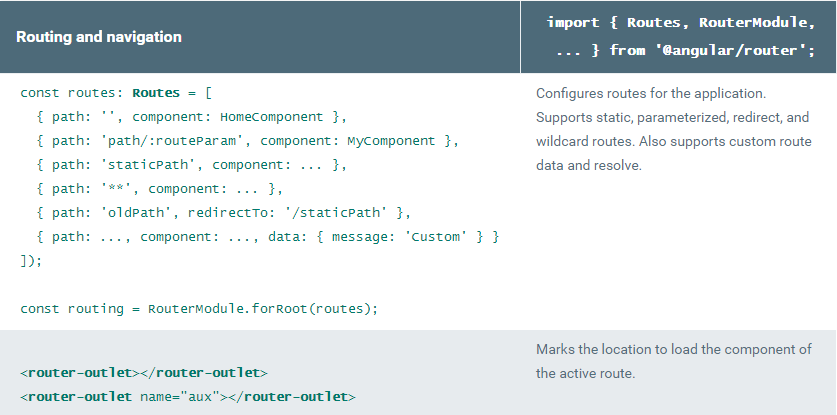 Routing and navigation
import { Routes, RouterModule,
... } from '@angular/router';
const routes: Routes = [
{ path: '', component: HomeComponent },
{ path: 'path/:routeParam', component: MyComponent },
{ path: 'staticPath', component: ... },
{ path: '**', component: ... },
{ path: 'oldPath', redirectTo: '/staticPath' },
{ path: ..., component: ..., data: { message: 'Custom' } }
]);
const routing = RouterModule.forRoot(routes);
Configures routes for the application.
Supports static, parameterized, redirect, and
wildcard routes. Also supports custom route
data and resolve.
<router-outlet></router-outlet>
<router-outlet name="aux"></router-outlet>
Marks the location to load the component of
the active route.